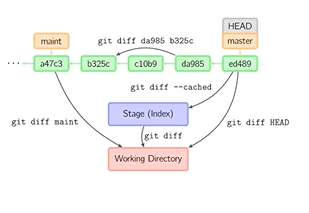 HEAD
maint
master
git diff da985 b325c
... a47c3 b325c c10b9 da985 ed489
git diff --cached
Stage (Index)
git diff maint
git diff HEAD
git diff
Working Directory